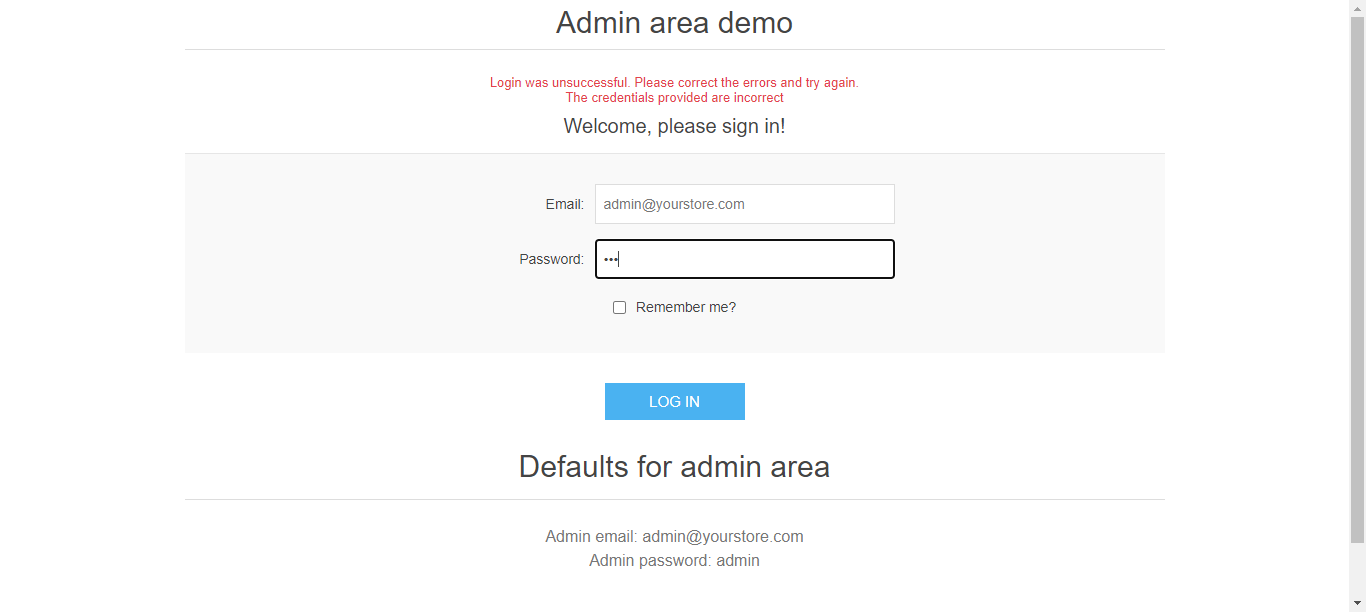 Admin area demo
Login was unsuccessful. Please correct the errors and try again.
The credentials provided are incorrect
Welcome, please sign in!
Email: admin@yourstore.com
Password: •••
Remember me?
LOG IN
Defaults for admin area
Admin email: admin@yourstore.com
Admin password: admin